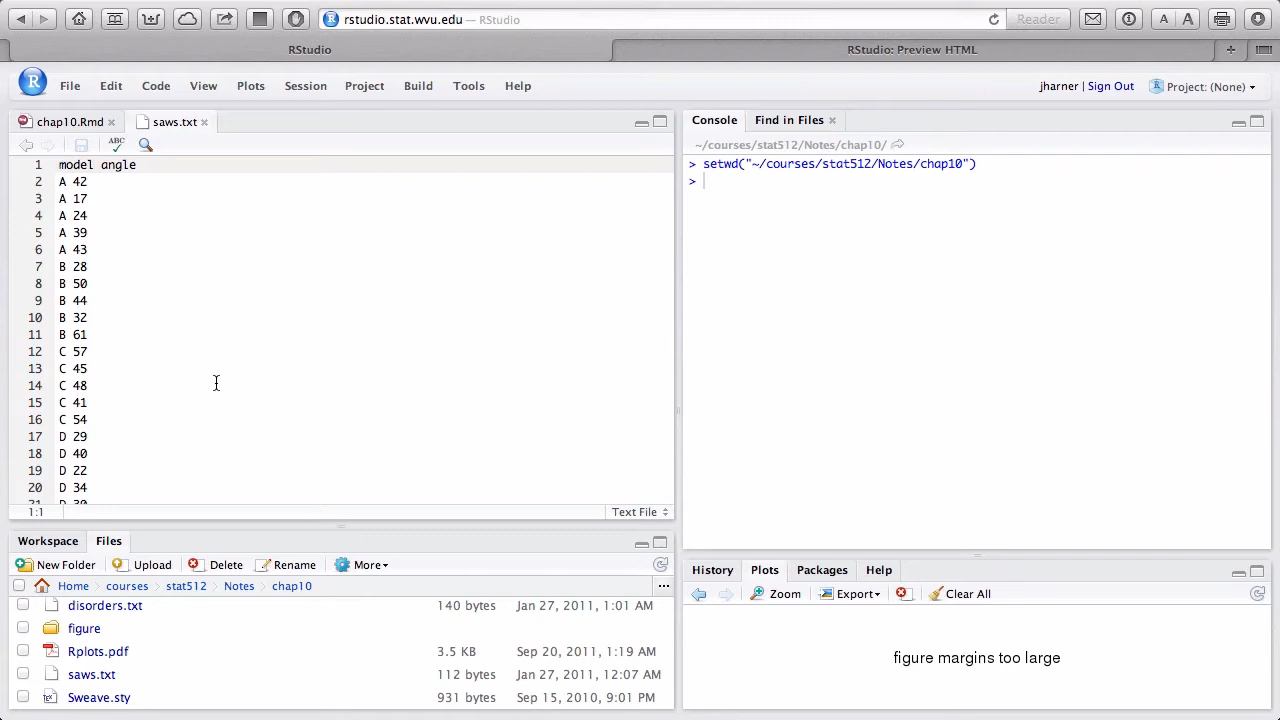 rstudio.stat.wvu.edu — RStudio
Reader
A A
RStudio
RStudio: Preview HTML
+
R File Edit Code View Plots Session Build Tools Help
jharner | Sign Out
Project: (None)
chap10.Rmd
saws.txt
ABC
1 model angle
2 A 42
3 A 17
4 A 24
5 A 39
6 A 43
7 B 28
8 B 50
9 B 44
10 B 32
11 B 61
12 C 57
13 C 45
14 C 48
15 C 41
16 C 54
17 D 29
18 D 40
19 D 22
20 D 34
21 D 30
1:1
Text File
Console
Find in Files
~/courses/stat512/Notes/chap10/
> setwd("~/courses/stat512/Notes/chap10")
>
Workspace Files
New Folder Upload Delete Rename More
Home courses stat512 Notes chap10 ...
disorders.txt 140 bytes Jan 27, 2011, 1:01 AM
figure
Rplots.pdf 3.5 KB Sep 20, 2011, 1:19 AM
saws.txt 112 bytes Jan 27, 2011, 12:07 AM
Sweave.sty 931 bytes Sep 15, 2010, 9:01 PM
History Plots Packages Help
Zoom Export Clear All
figure margins too large